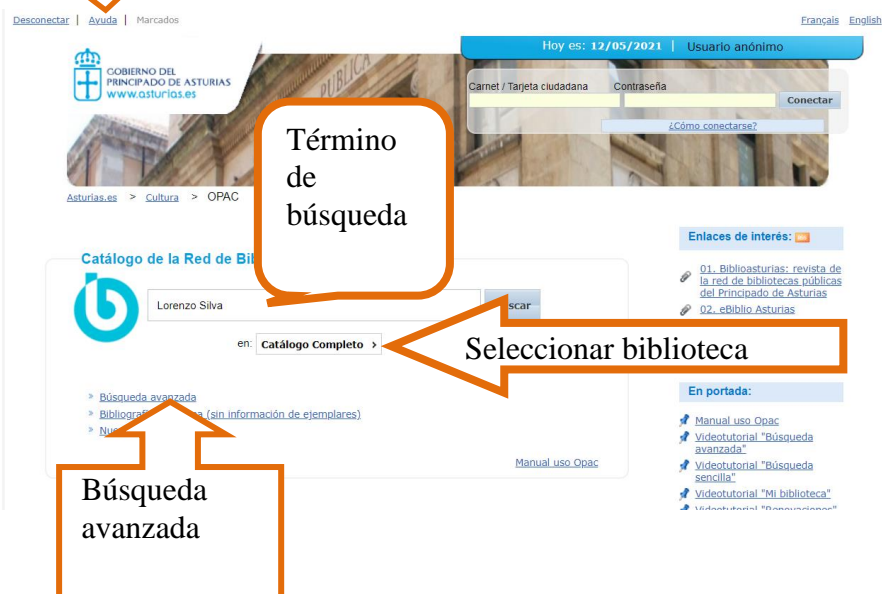 Desconectar | Ayuda | Marcados
Français English
Hoy es: 12/05/2021 | Usuario anónimo
GOBIERNO DEL
PRINCIPADO DE ASTURIAS
www.asturias.es
PUBLICA
Carnet / Tarjeta ciudadana Contraseña
Conectar
¿Cómo conectarse?
Término
de
búsqueda
Asturias.es > Cultura > OPAC
Catálogo de la Red de
Lorenzo Silva
en: Catálogo Completo >
Seleccionar biblioteca
Búsqueda avanzada
(sin información de ejemplares)
Manual uso Opac
Búsqueda
avanzada
Enlaces de interés:
01. Biblioasturias: revista de
la red de bibliotecas públicas
del Principado de Asturias
02. eBiblio Asturias
En portada:
Manual uso Opac
Videotutorial "Búsqueda
avanzada"
Videotutorial "Búsqueda
sencilla"
Videotutorial "Mi biblioteca"
Videotutorial "Renovaciones"